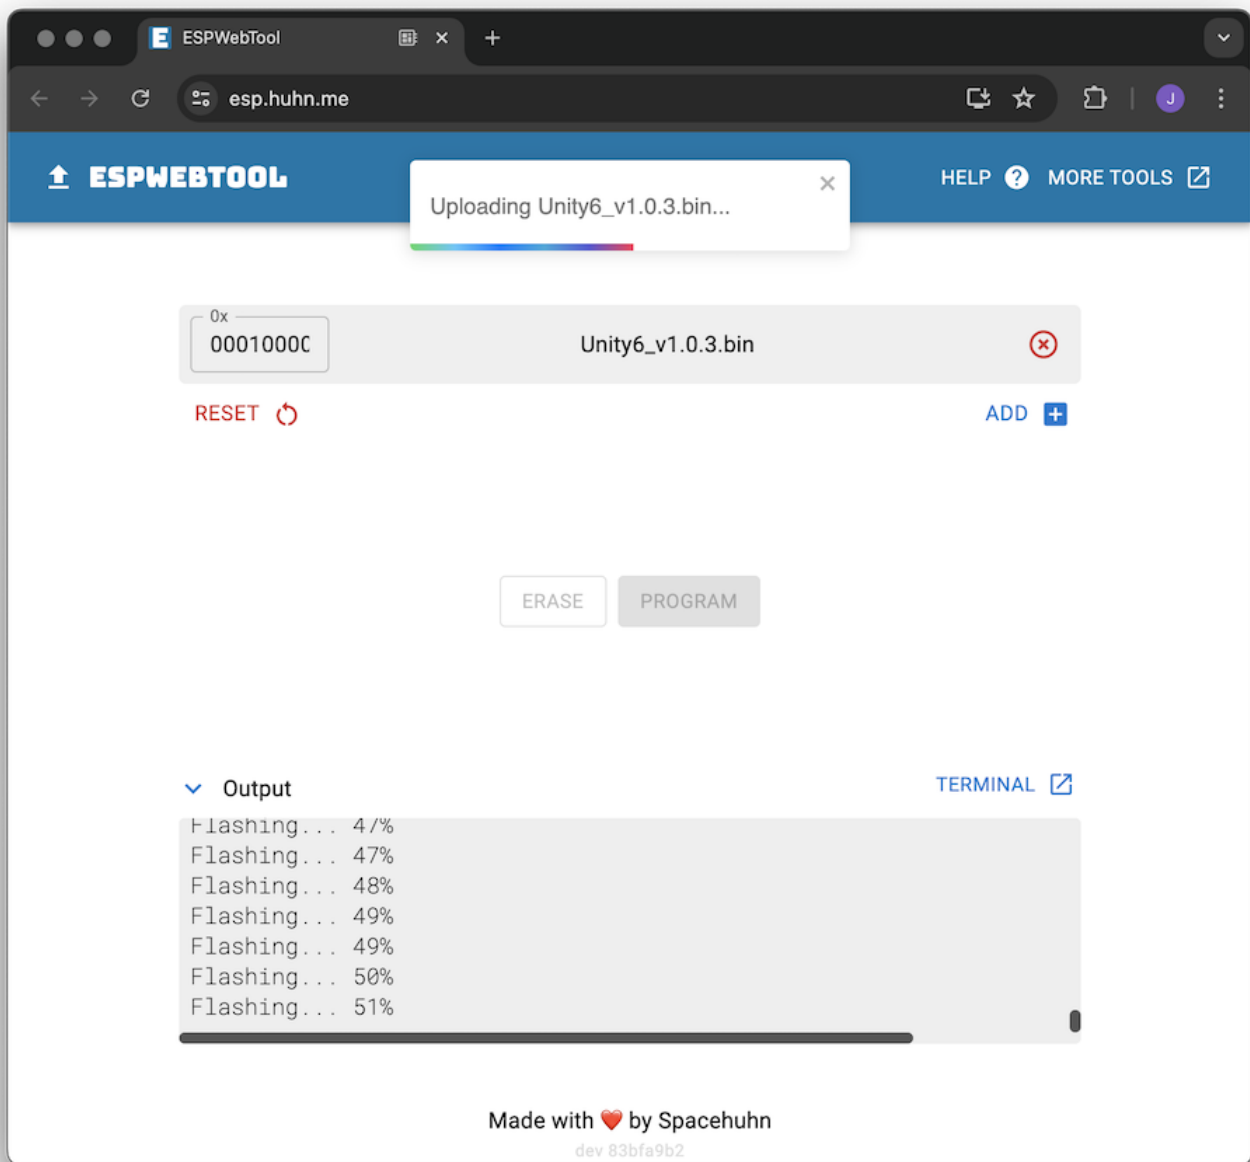 ESPWebTool
esp.huhn.me
J
ESPWEBTOOL
Uploading Unity6_v1.0.3.bin...
HELP
MORE TOOLS
0x
0001000
Unity6_v1.0.3.bin
RESET
ADD
ERASE
PROGRAM
Output
TERMINAL
Flashing... 47%
Flashing... 47%
Flashing... 48%
Flashing... 49%
Flashing... 49%
Flashing... 50%
Flashing... 51%
Made with ❤️ by Spacehuhn
dev 83bfa9b2